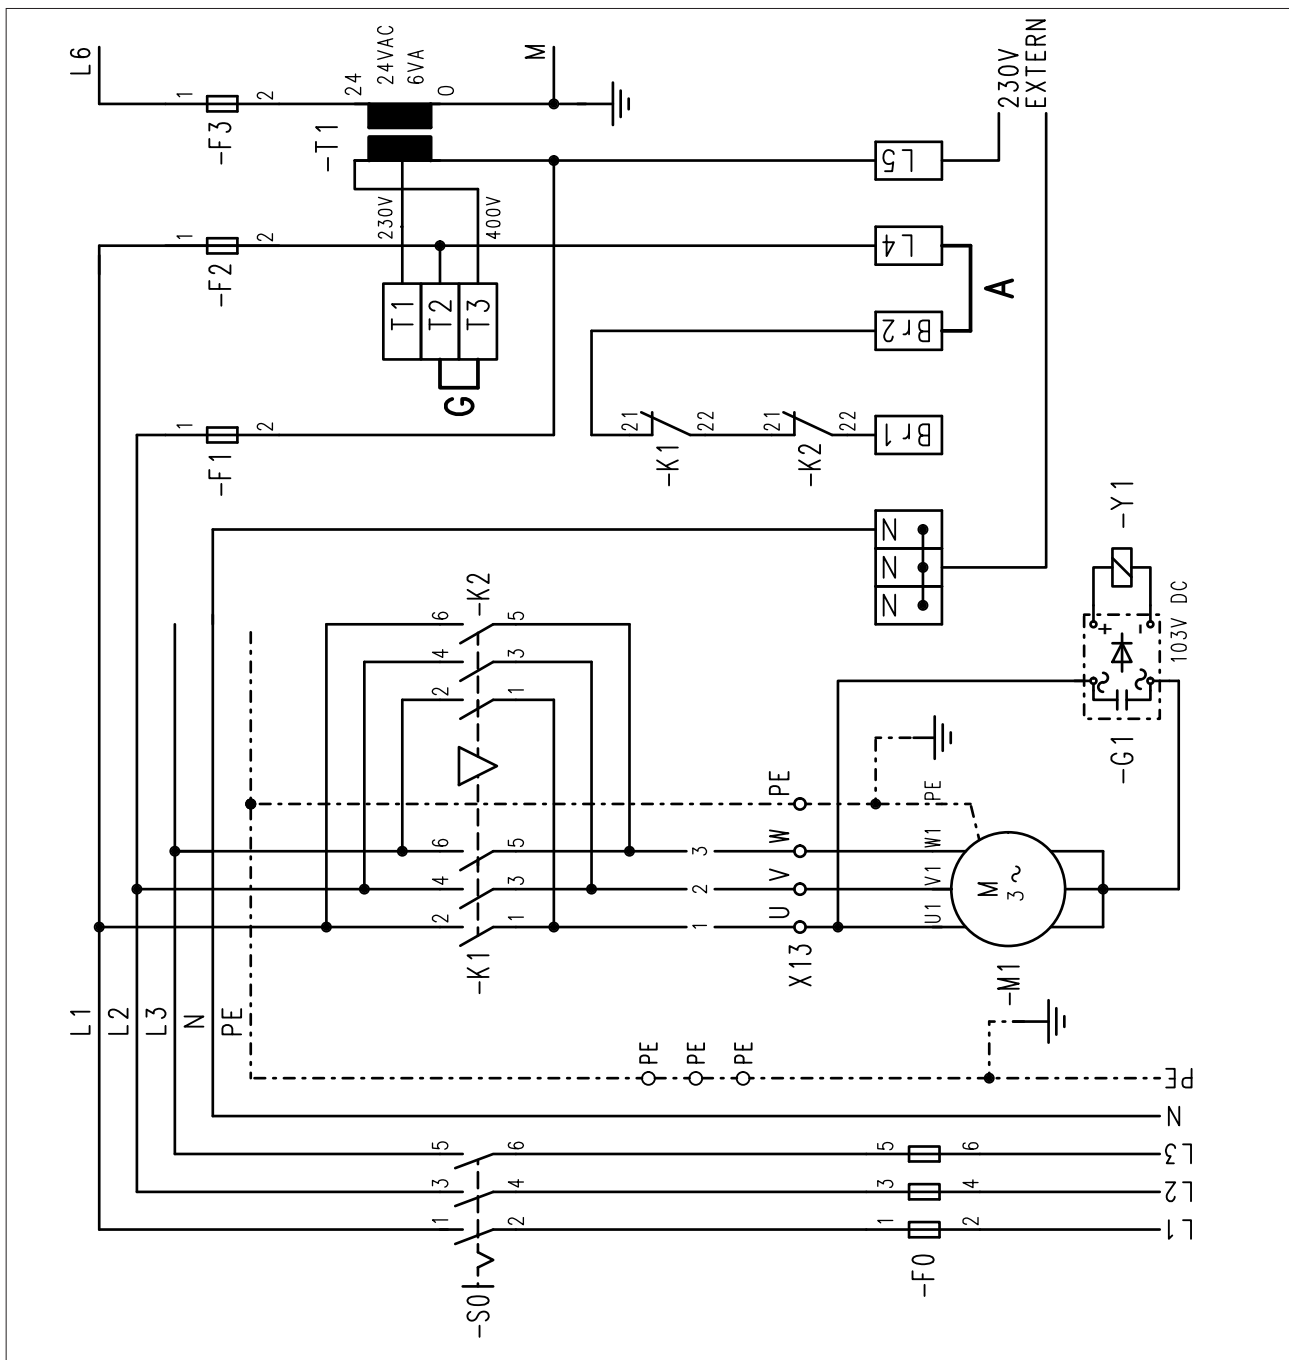 L1
L6
L2
L3
N
PE
1
1
1
-F1
-F2
-F3
2
2
2
-T1
24
24VAC
6VA
0
230V
T1
T2
T3
400V
G
M
1 3 5
2 4 6
2 4 6
-S0
-K1
-K2
2 4 6
1 3 5
1 3 5
21
-K1
22
21
-K2
22
PE
PE
PE
1 2 3
X13
U V W PE
1 3 5
-F0
2 4 6
N
N
N
Br1
Br2
L4
L5
A
230V
EXTERN
U1 V1 W1 PE
M
3~
-M1
-G1
~ ~
+ -
-Y1
103V DC
L1
L2
L3
N
PE